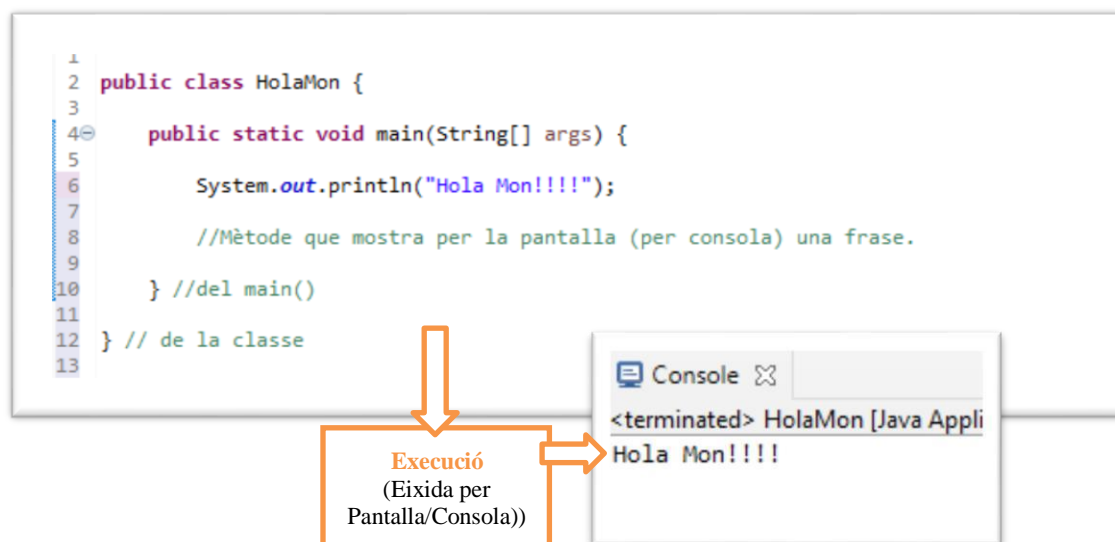 1
2 public class HolaMon {
3
4 public static void main(String[] args) {
5
6 System.out.println("Hola Mon!!!!");
7
8 //Mètode que mostra per la pantalla (per consola) una frase.
9
10 } //del main()
11
12 } // de la classe
13
Console
<terminated> HolaMon [Java Appli
Hola Mon!!!!
Execució
(Eixida per
Pantalla/Consola))